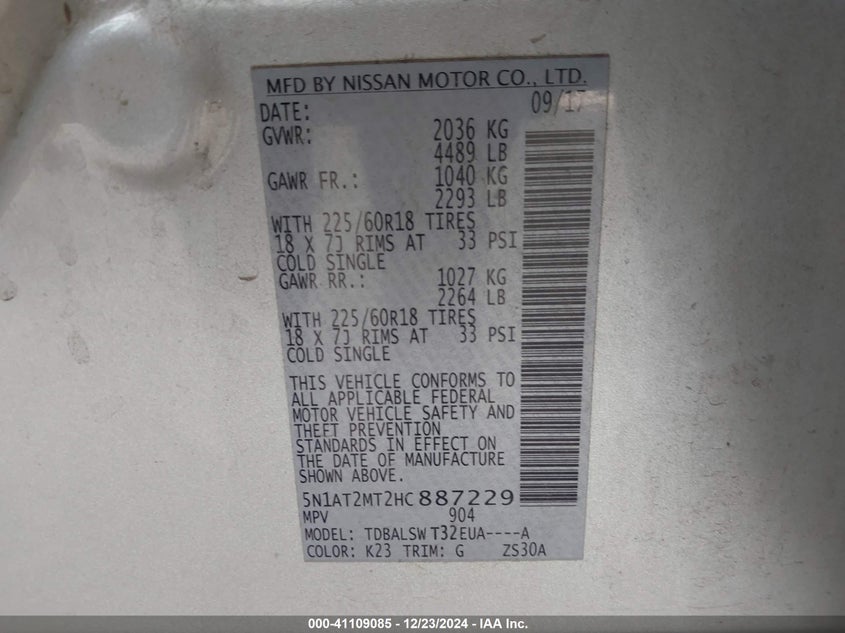 MFD BY NISSAN MOTOR CO., LTD.
DATE: 09/17
GVWR: 2036 KG
4489 LB
GAWR FR.: 1040 KG
2293 LB
WITH 225/60R18 TIRES
18 X 7J RIMS AT 33 PSI
COLD SINGLE
GAWR RR.: 1027 KG
2264 LB
WITH 225/60R18 TIRES
18 X 7J RIMS AT 33 PSI
COLD SINGLE
THIS VEHICLE CONFORMS TO
ALL APPLICABLE FEDERAL
MOTOR VEHICLE SAFETY AND
THEFT PREVENTION
STANDARDS IN EFFECT ON
THE DATE OF MANUFACTURE
SHOWN ABOVE.
5N1AT2MT2HC887229
MPV 904
MODEL: TDBALSWT32EUA----A
COLOR: K23 TRIM: G ZS30A
000-41109085 - 12/23/2024 - IAA Inc.